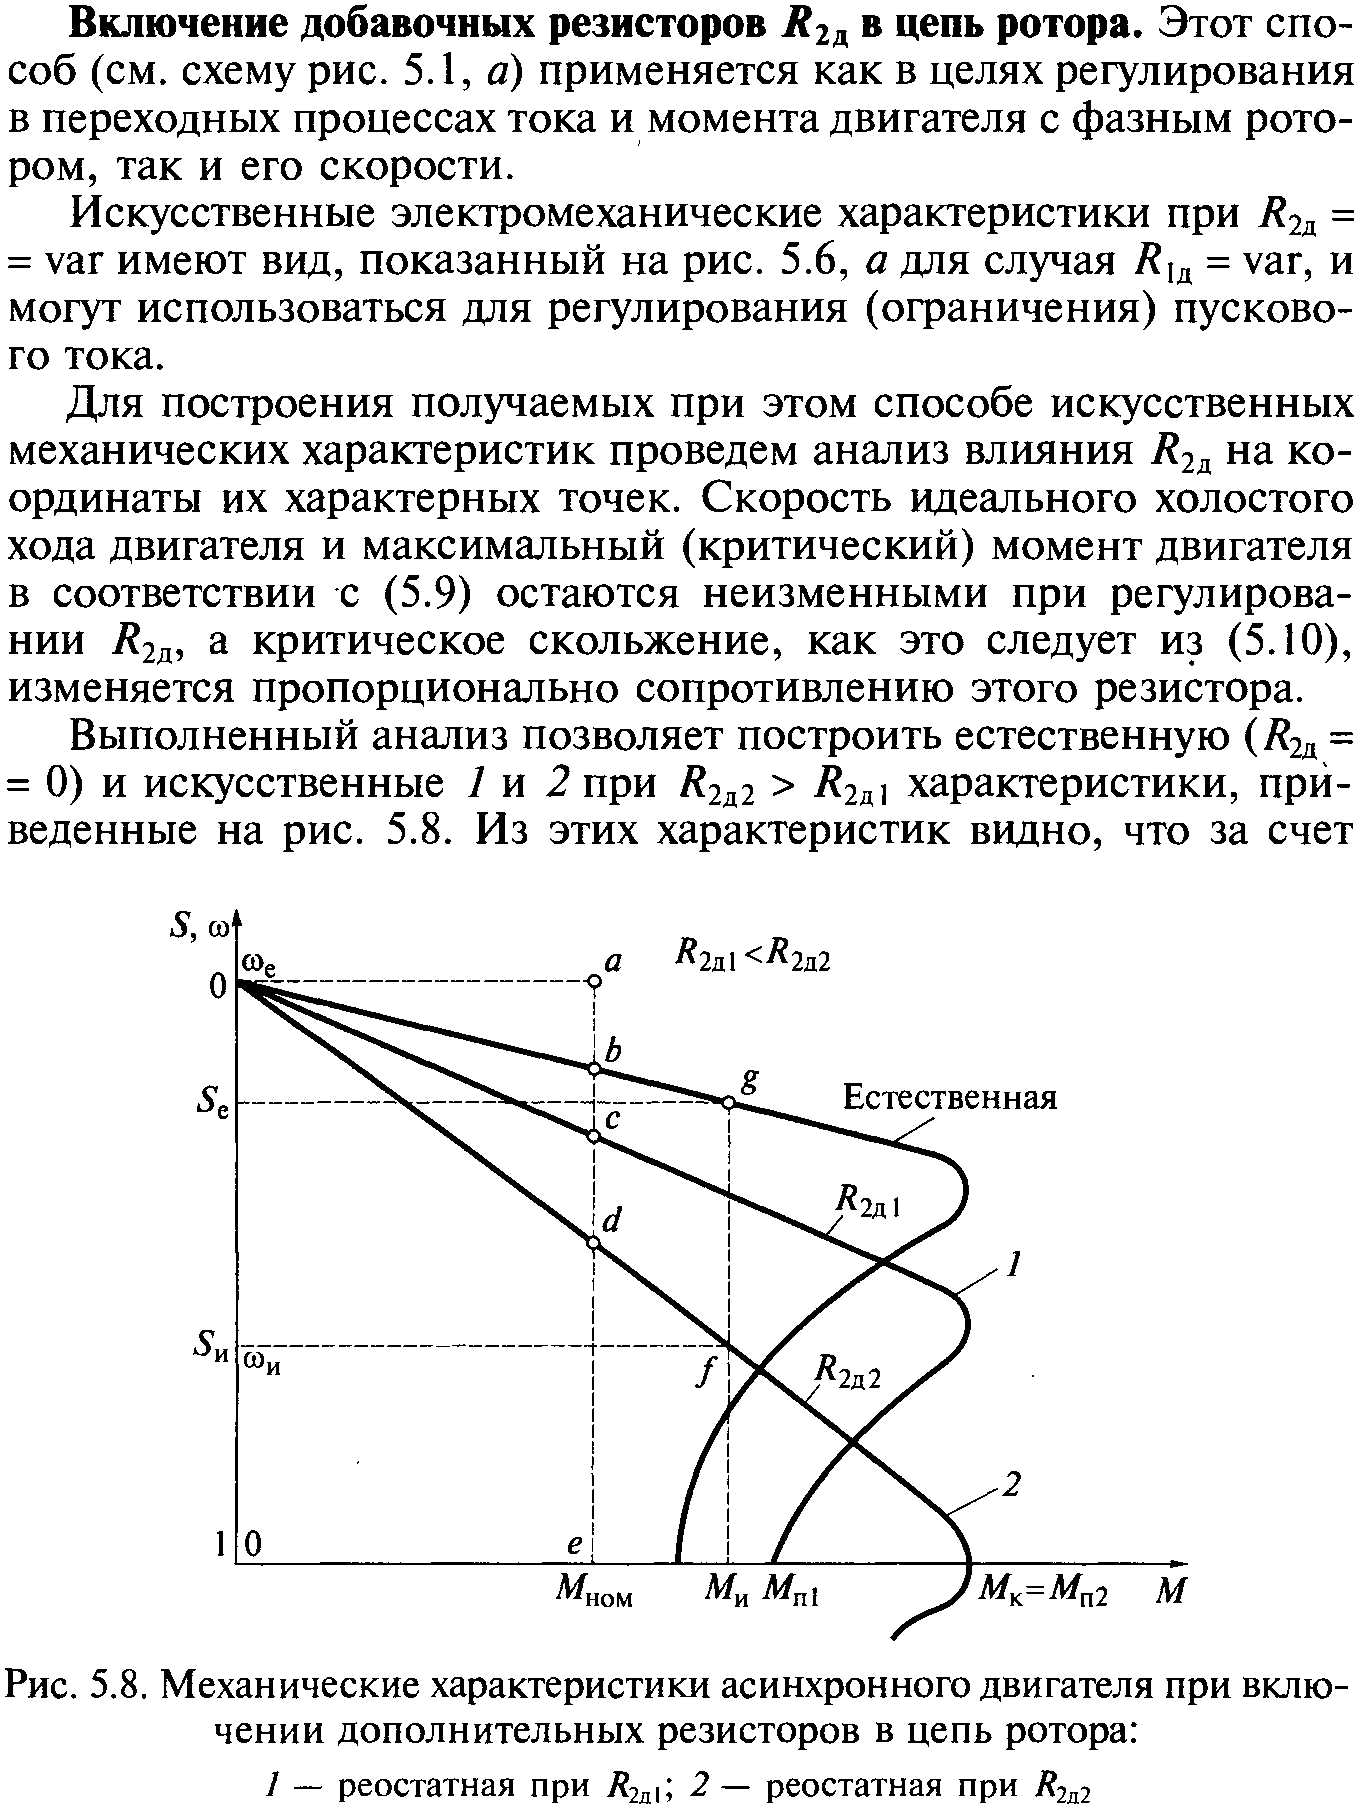 Включение добавочных резисторов R2д в цепь ротора. Этот спо-
соб (см. схему рис. 5.1, а) применяется как в целях регулирования
в переходных процессах тока и момента двигателя с фазным рото-
ром, так и его скорости.
Искусственные электромеханические характеристики при R2д =
= var имеют вид, показанный на рис. 5.6, а для случая R1д = var, и
могут использоваться для регулирования (ограничения) пусково-
го тока.
Для построения получаемых при этом способе искусственных
механических характеристик проведем анализ влияния R2д на ко-
ординаты их характерных точек. Скорость идеального холостого
хода двигателя и максимальный (критический) момент двигателя
в соответствии с (5.9) остаются неизменными при регулирова-
нии R2д, а критическое скольжение, как это следует из (5.10),
изменяется пропорционально сопротивлению этого резистора.
Выполненный анализ позволяет построить естественную (R2д =
= 0) и искусственные 1 и 2 при R2д2 > R2д1 характеристики, при-
веденные на рис. 5.8. Из этих характеристик видно, что за счет
S, ω
ωе
a
R2д1 < R2д2
0
b
g
Sе
Естественная
c
R2д1
d
1
Sи
ωи
f
R2д2
2
1 0
e
Mном
Mи
Mп1
Mк = Mп2
M
Рис. 5.8. Механические характеристики асинхронного двигателя при вклю-
чении дополнительных резисторов в цепь ротора:
1 — реостатная при R2д1; 2 — реостатная при R2д2